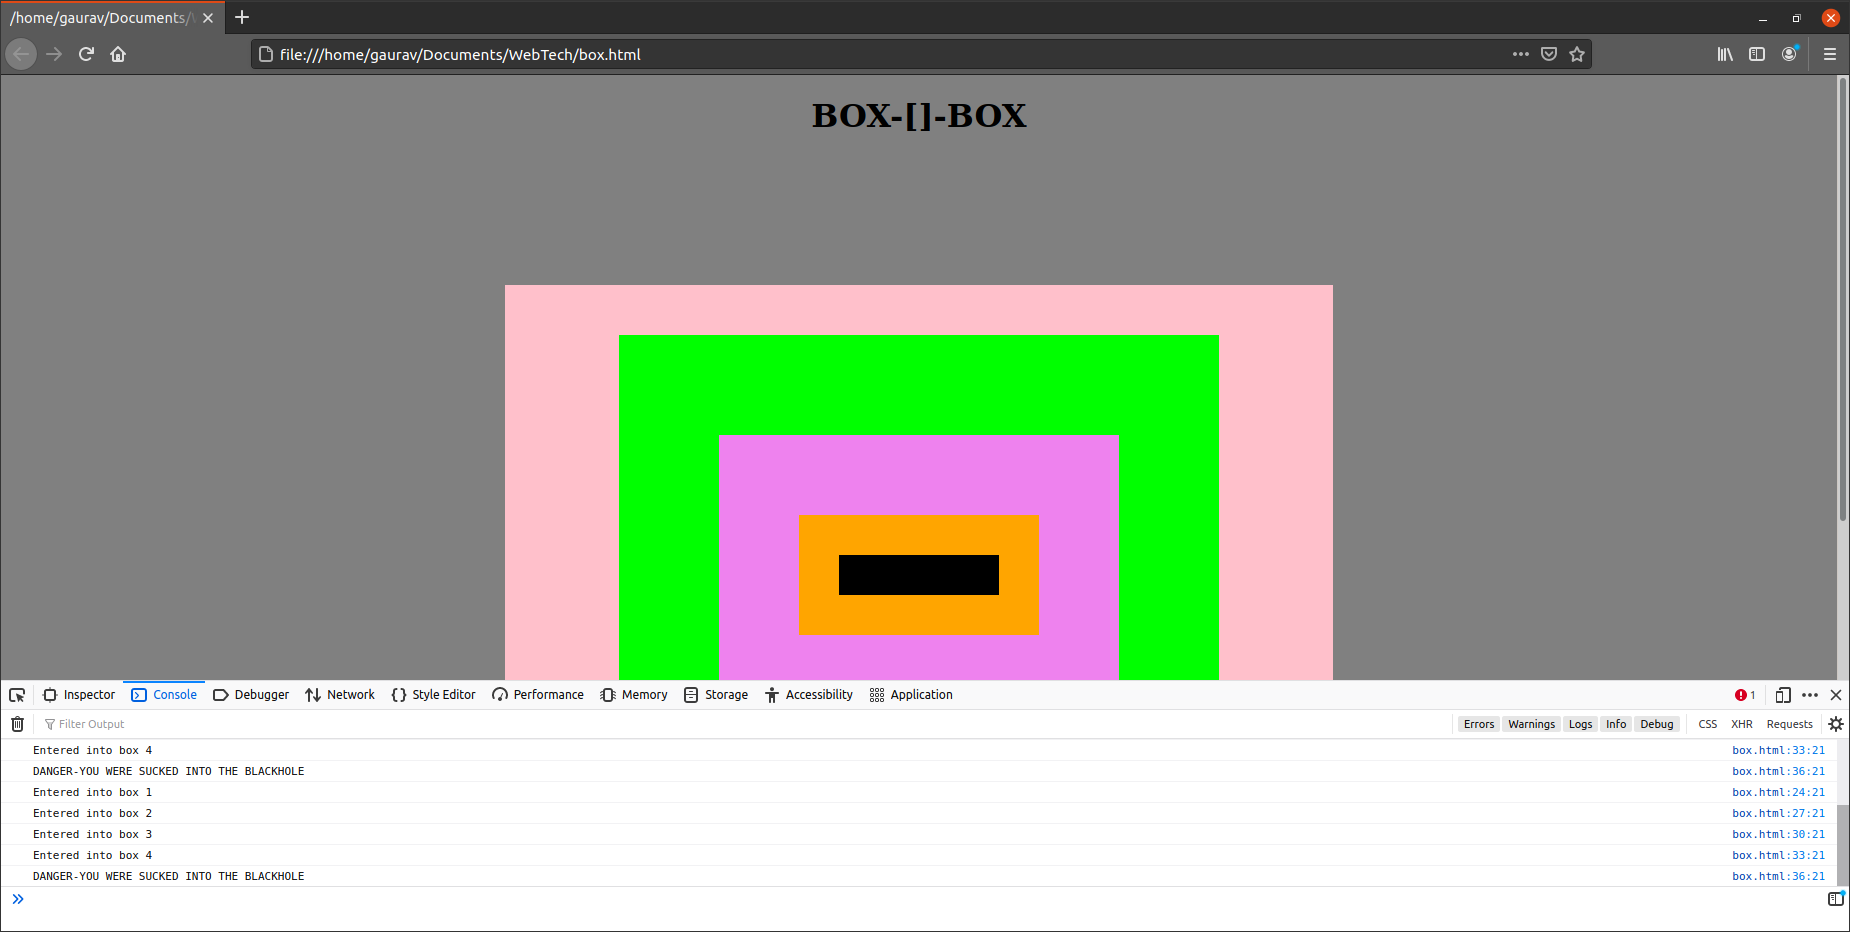 /home/gaurav/Documents/
file:///home/gaurav/Documents/WebTech/box.html
BOX-[]-BOX
Inspector Console Debugger Network Style Editor Performance Memory Storage Accessibility Application 1
Filter Output Errors Warnings Logs Info Debug CSS XHR Requests
Entered into box 4 box.html:33:21
DANGER-YOU WERE SUCKED INTO THE BLACKHOLE box.html:36:21
Entered into box 1 box.html:24:21
Entered into box 2 box.html:27:21
Entered into box 3 box.html:30:21
Entered into box 4 box.html:33:21
DANGER-YOU WERE SUCKED INTO THE BLACKHOLE box.html:36:21